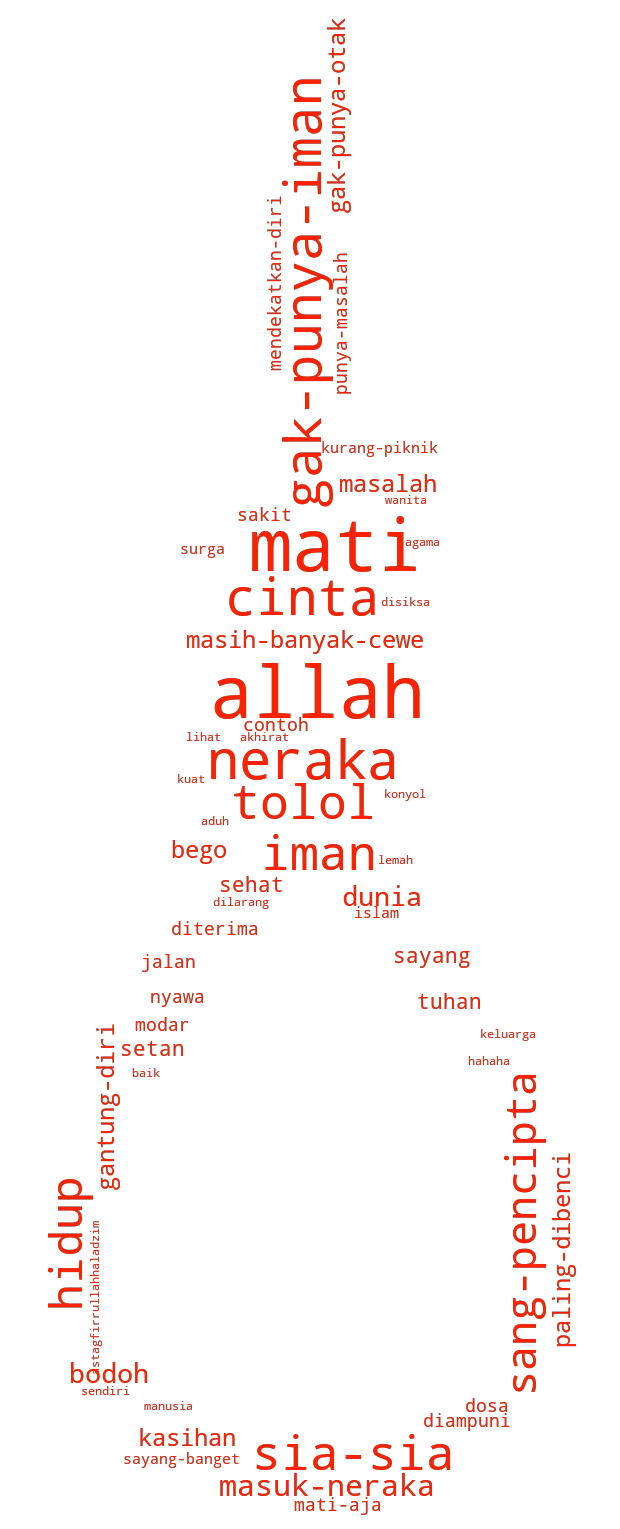 gak-punya-otak
gak-punya-iman
mendekatkan-diri
punya-masalah
kurang-piknik
masalah
wanita
sakit
mati
agama
surga
cinta
disiksa
masih-banyak-cewe
allah
contoh
lihat
akhirat
neraka
kuat
tolol
konyol
aduh
bego
iman
lemah
sehat
dunia
dilarang
islam
diterima
sayang
jalan
nyawa
tuhan
modar
keluarga
setan
hahaha
baik
gantung-diri
sang-pencipta
paling-dibenci
hidup
astagfirrullahhaladzim
bodoh
sendiri
manusia
dosa
diampuni
kasihan
sia-sia
sayang-banget
masuk-neraka
mati-aja